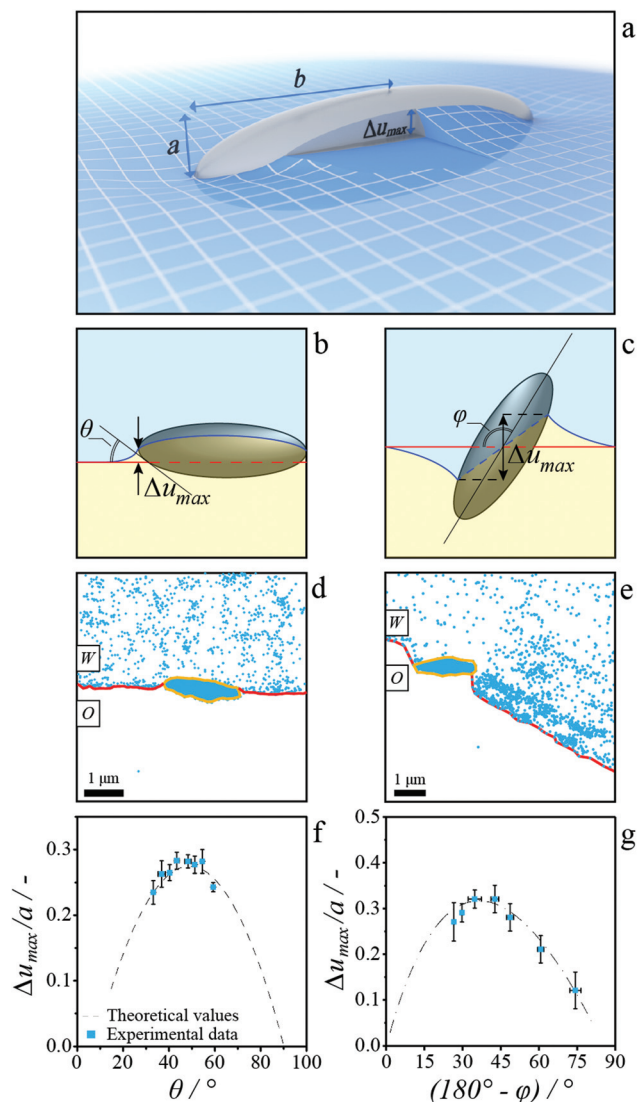 a
b
a
Δu_max
b
θ
Δu_max
c
φ
Δu_max
d
W
O
1 μm
e
W
O
1 μm
f
Δu_max/a / -
0.3
0.2
0.1
0.0
Theoretical values
Experimental data
0 20 40 60 80 100
θ / °
g
Δu_max/a / -
0.5
0.4
0.3
0.2
0.1
0.0
0 15 30 45 60 75 90
(180° - φ) / °